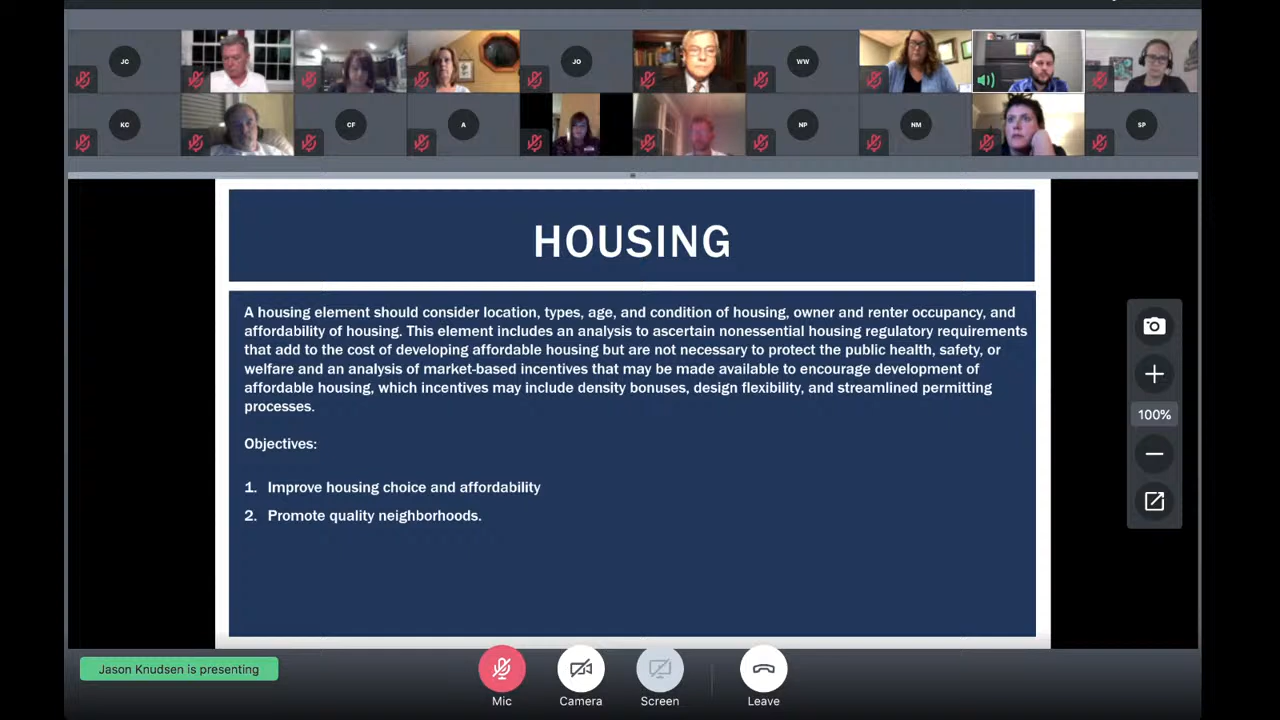 JC
JO
WW
KC
CF
A
NP
NM
SP
HOUSING
A housing element should consider location, types, age, and condition of housing, owner and renter occupancy, and
affordability of housing. This element includes an analysis to ascertain nonessential housing regulatory requirements
that add to the cost of developing affordable housing but are not necessary to protect the public health, safety, or
welfare and an analysis of market-based incentives that may be made available to encourage development of
affordable housing, which incentives may include density bonuses, design flexibility, and streamlined permitting
processes.
Objectives:
1. Improve housing choice and affordability
2. Promote quality neighborhoods.
100%
Jason Knudsen is presenting
Mic
Camera
Screen
Leave